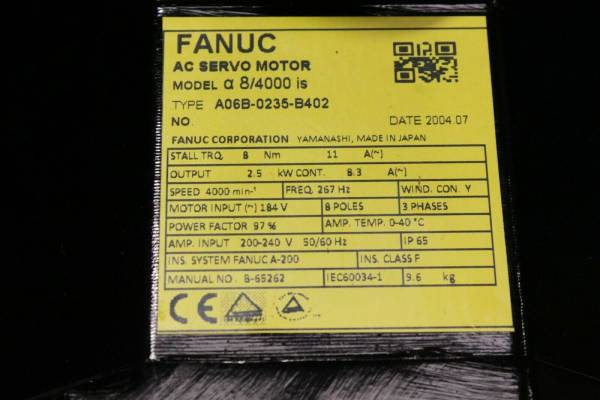 FANUC
AC SERVO MOTOR
MODEL α 8/4000 is
TYPE A06B-0235-B402
NO. DATE 2004.07
FANUC CORPORATION YAMANASHI, MADE IN JAPAN
STALL TRQ. 8 Nm 11 A(~)
OUTPUT 2.5 kW CONT. 8.3 A(~)
SPEED 4000 min-¹ FREQ. 267 Hz WIND. CON. Y
MOTOR INPUT (~) 184 V 8 POLES 3 PHASES
POWER FACTOR 97 % AMP. TEMP. 0-40 °C
AMP. INPUT 200-240 V 50/60 Hz IP 65
INS. SYSTEM FANUC A-200 INS. CLASS F
MANUAL NO. B-65262 IEC60034-1 9.6 kg
CE